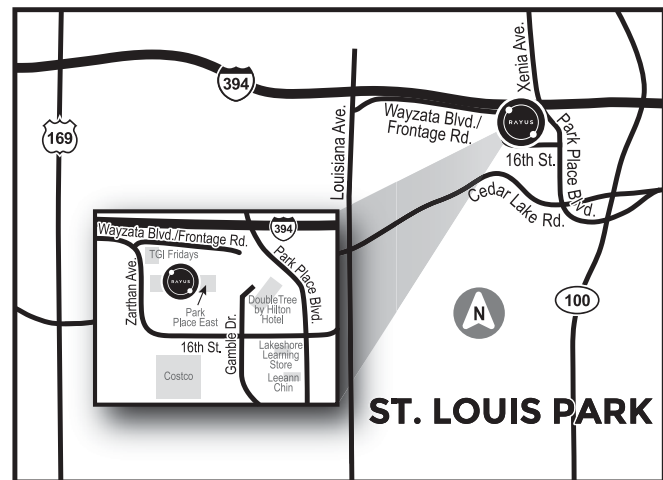 394
169
Xenia Ave.
Louisiana Ave.
Wayzata Blvd./
Frontage Rd.
RAYUS
Park Place Blvd.
16th St.
Cedar Lake Rd.
Wayzata Blvd./Frontage Rd.
394
TGI Fridays
Zarthan Ave.
RAYUS
Park
Place East
Park Place Blvd.
DoubleTree
by Hilton
Hotel
Gamble Dr.
16th St.
Lakeshore
Learning
Store
Leeann
Chin
Costco
N
100
ST. LOUIS PARK